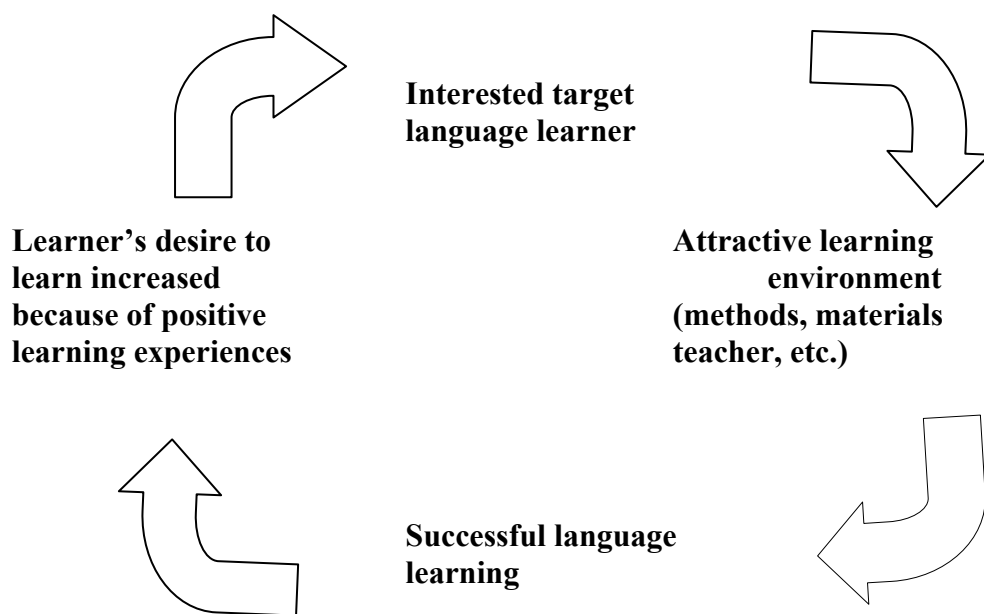 Interested target
language learner
Learner’s desire to
learn increased
because of positive
learning experiences
Attractive learning
environment
(methods, materials
teacher, etc.)
Successful language
learning